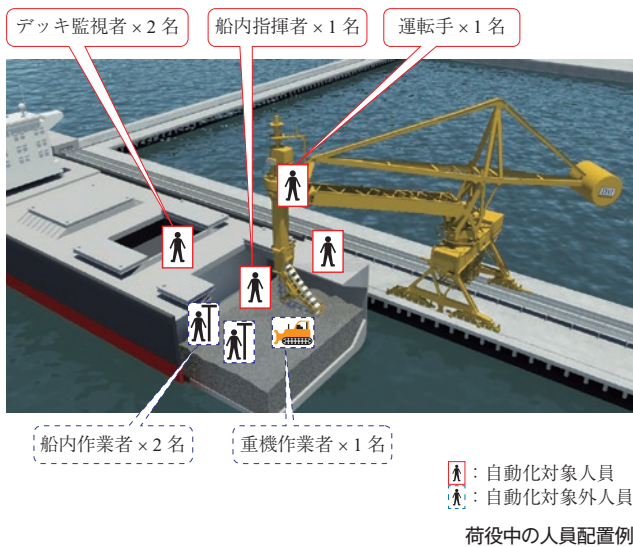 デッキ監視者 × 2 名
船内指揮者 × 1 名
運転手 × 1 名
船内作業者 × 2 名
重機作業者 × 1 名
：自動化対象人員
：自動化対象外人員
荷役中の人員配置例